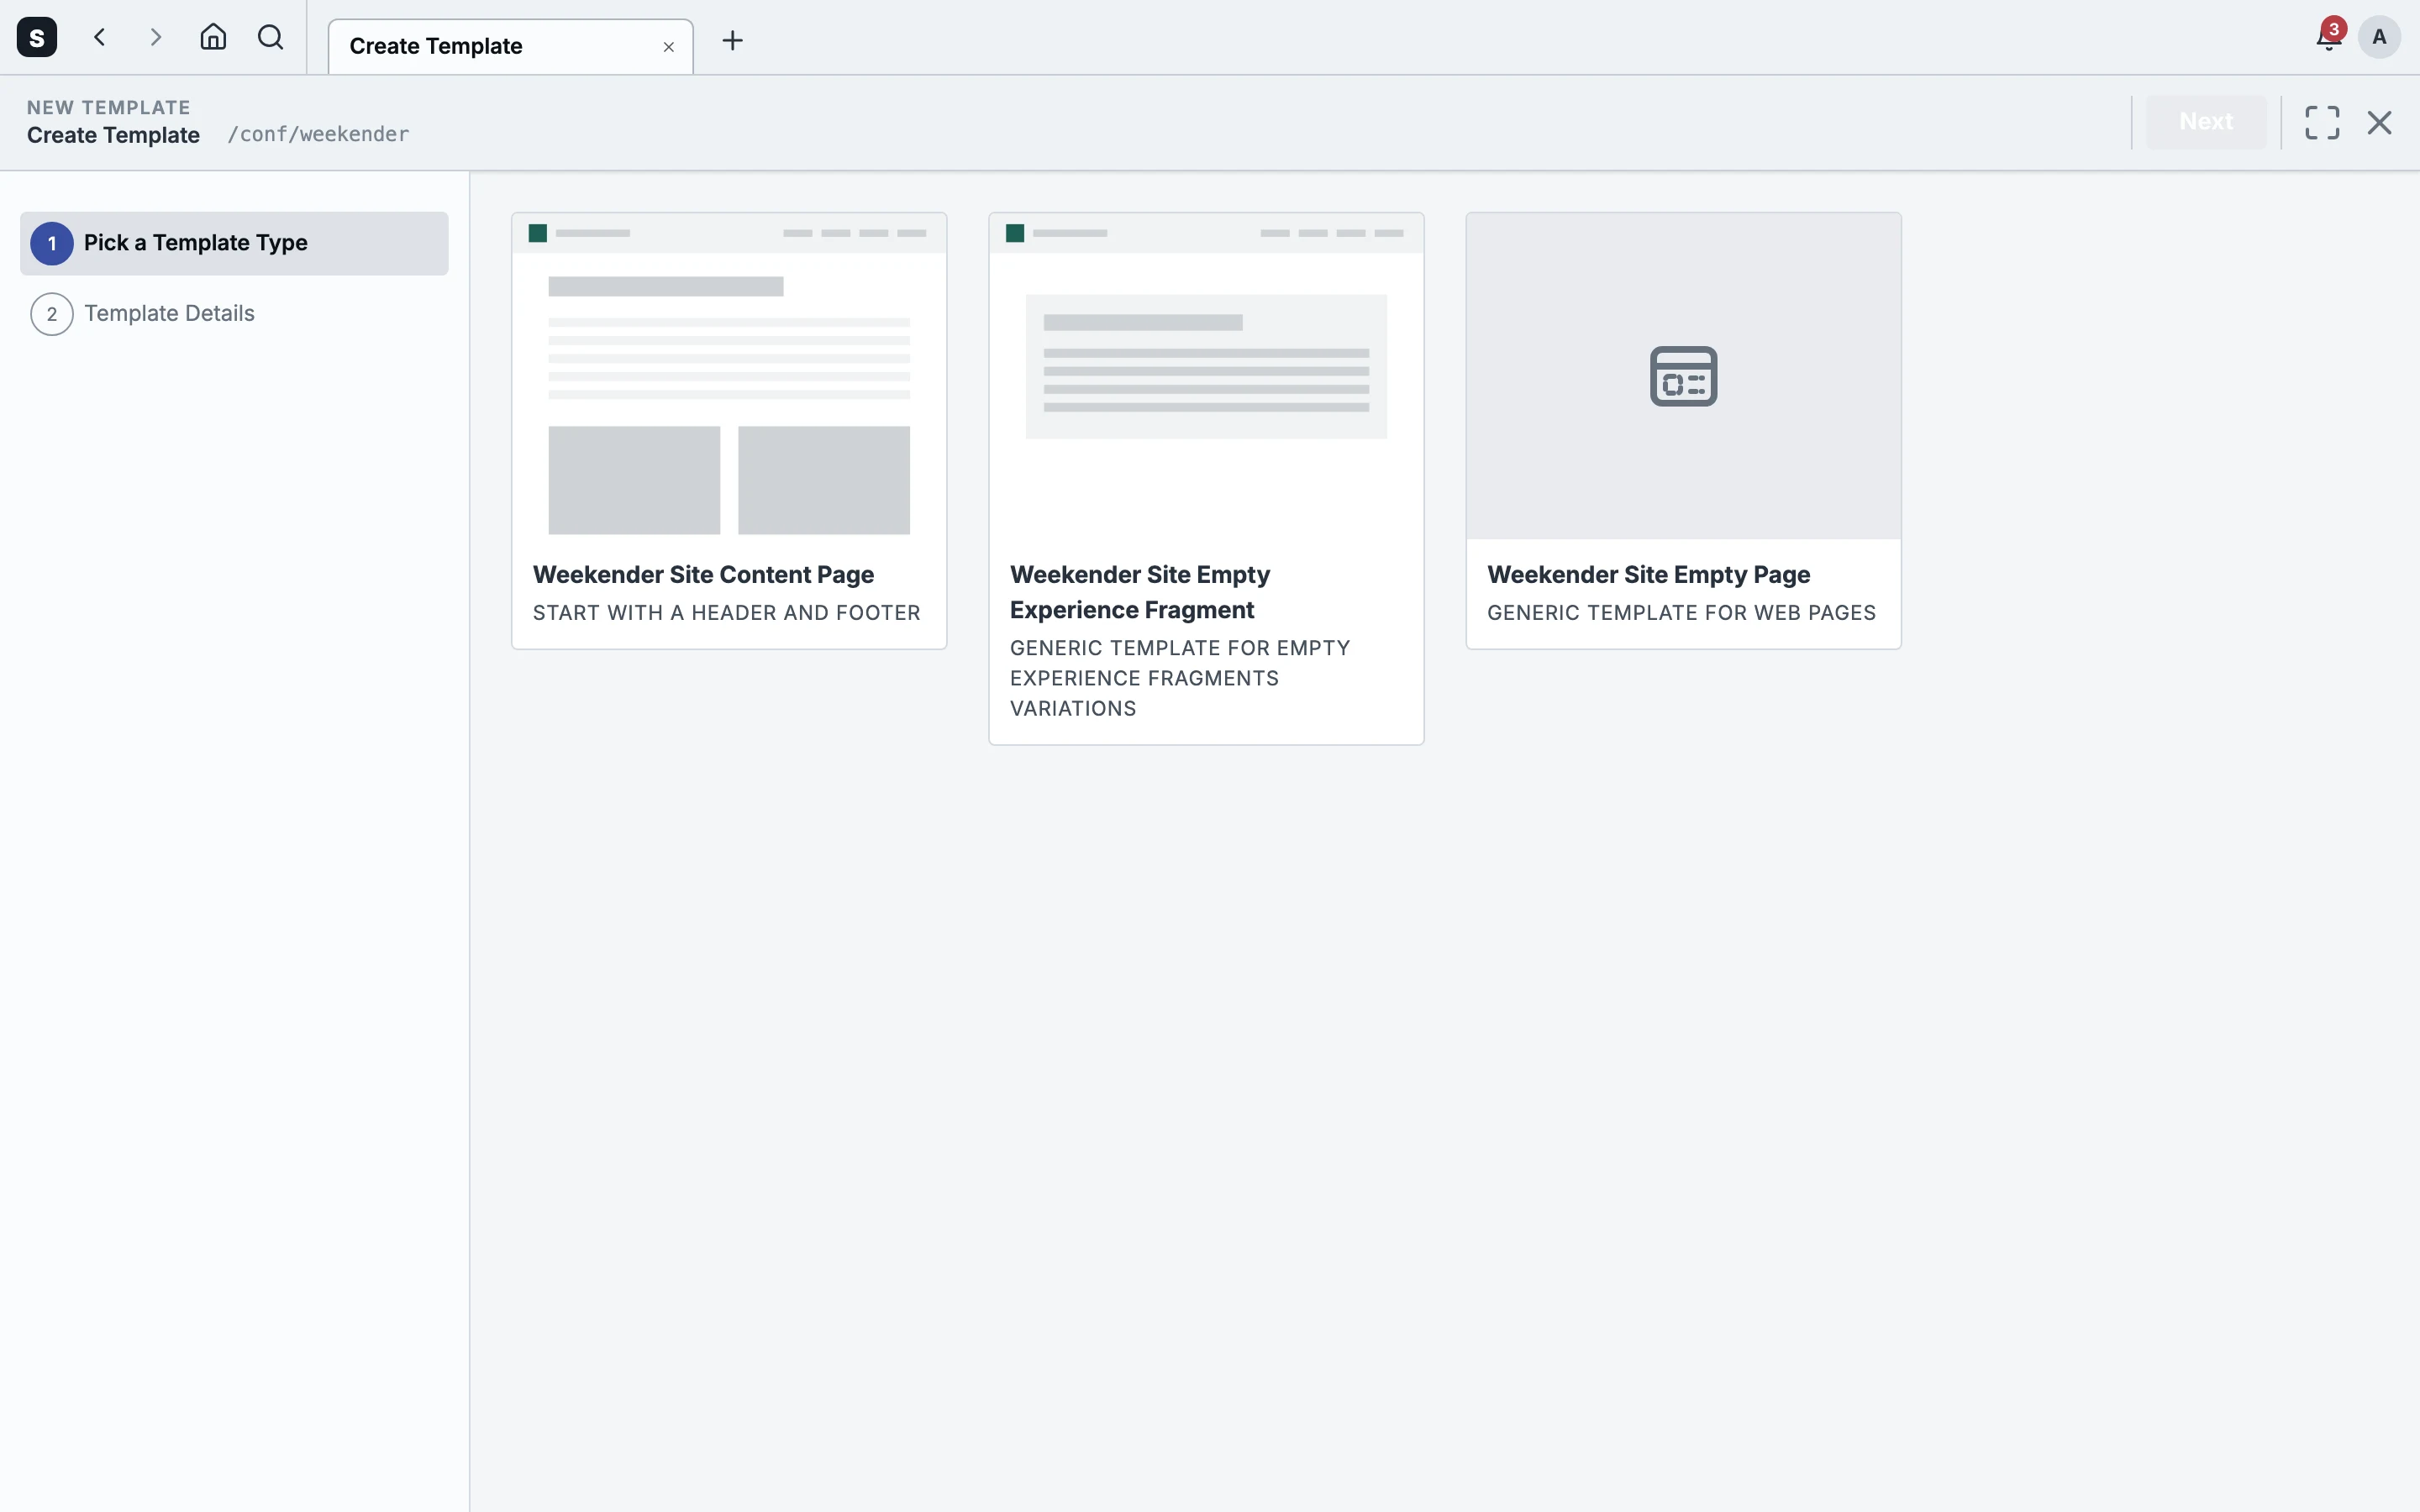 S
Create Template
3
A
NEW TEMPLATE
Create Template /conf/weekender
Next
1 Pick a Template Type
2 Template Details
Weekender Site Content Page
START WITH A HEADER AND FOOTER
Weekender Site Empty
Experience Fragment
GENERIC TEMPLATE FOR EMPTY
EXPERIENCE FRAGMENTS
VARIATIONS
Weekender Site Empty Page
GENERIC TEMPLATE FOR WEB PAGES